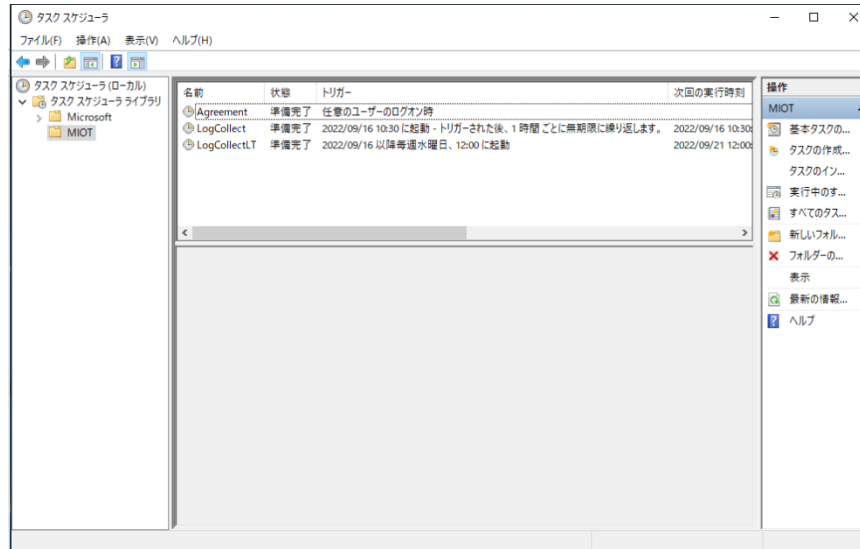 タスク スケジューラ
ファイル(F) 操作(A) 表示(V) ヘルプ(H)
タスク スケジューラ (ローカル)
タスク スケジューラ ライブラリ
Microsoft
MIOT
名前 状態 トリガー 次回の実行時刻
Agreement 準備完了 任意のユーザーのログオン時
LogCollect 準備完了 2022/09/16 10:30 に起動 - トリガーされた後、1 時間 ごとに無期限に繰り返します。 2022/09/16 10:30:
LogCollectLT 準備完了 2022/09/16 以降毎週水曜日、12:00 に起動 2022/09/21 12:00:
操作
MIOT
基本タスクの...
タスクの作成...
タスクのイン...
実行中のす...
すべてのタス...
新しいフォル...
フォルダーの...
表示
最新の情報...
ヘルプ